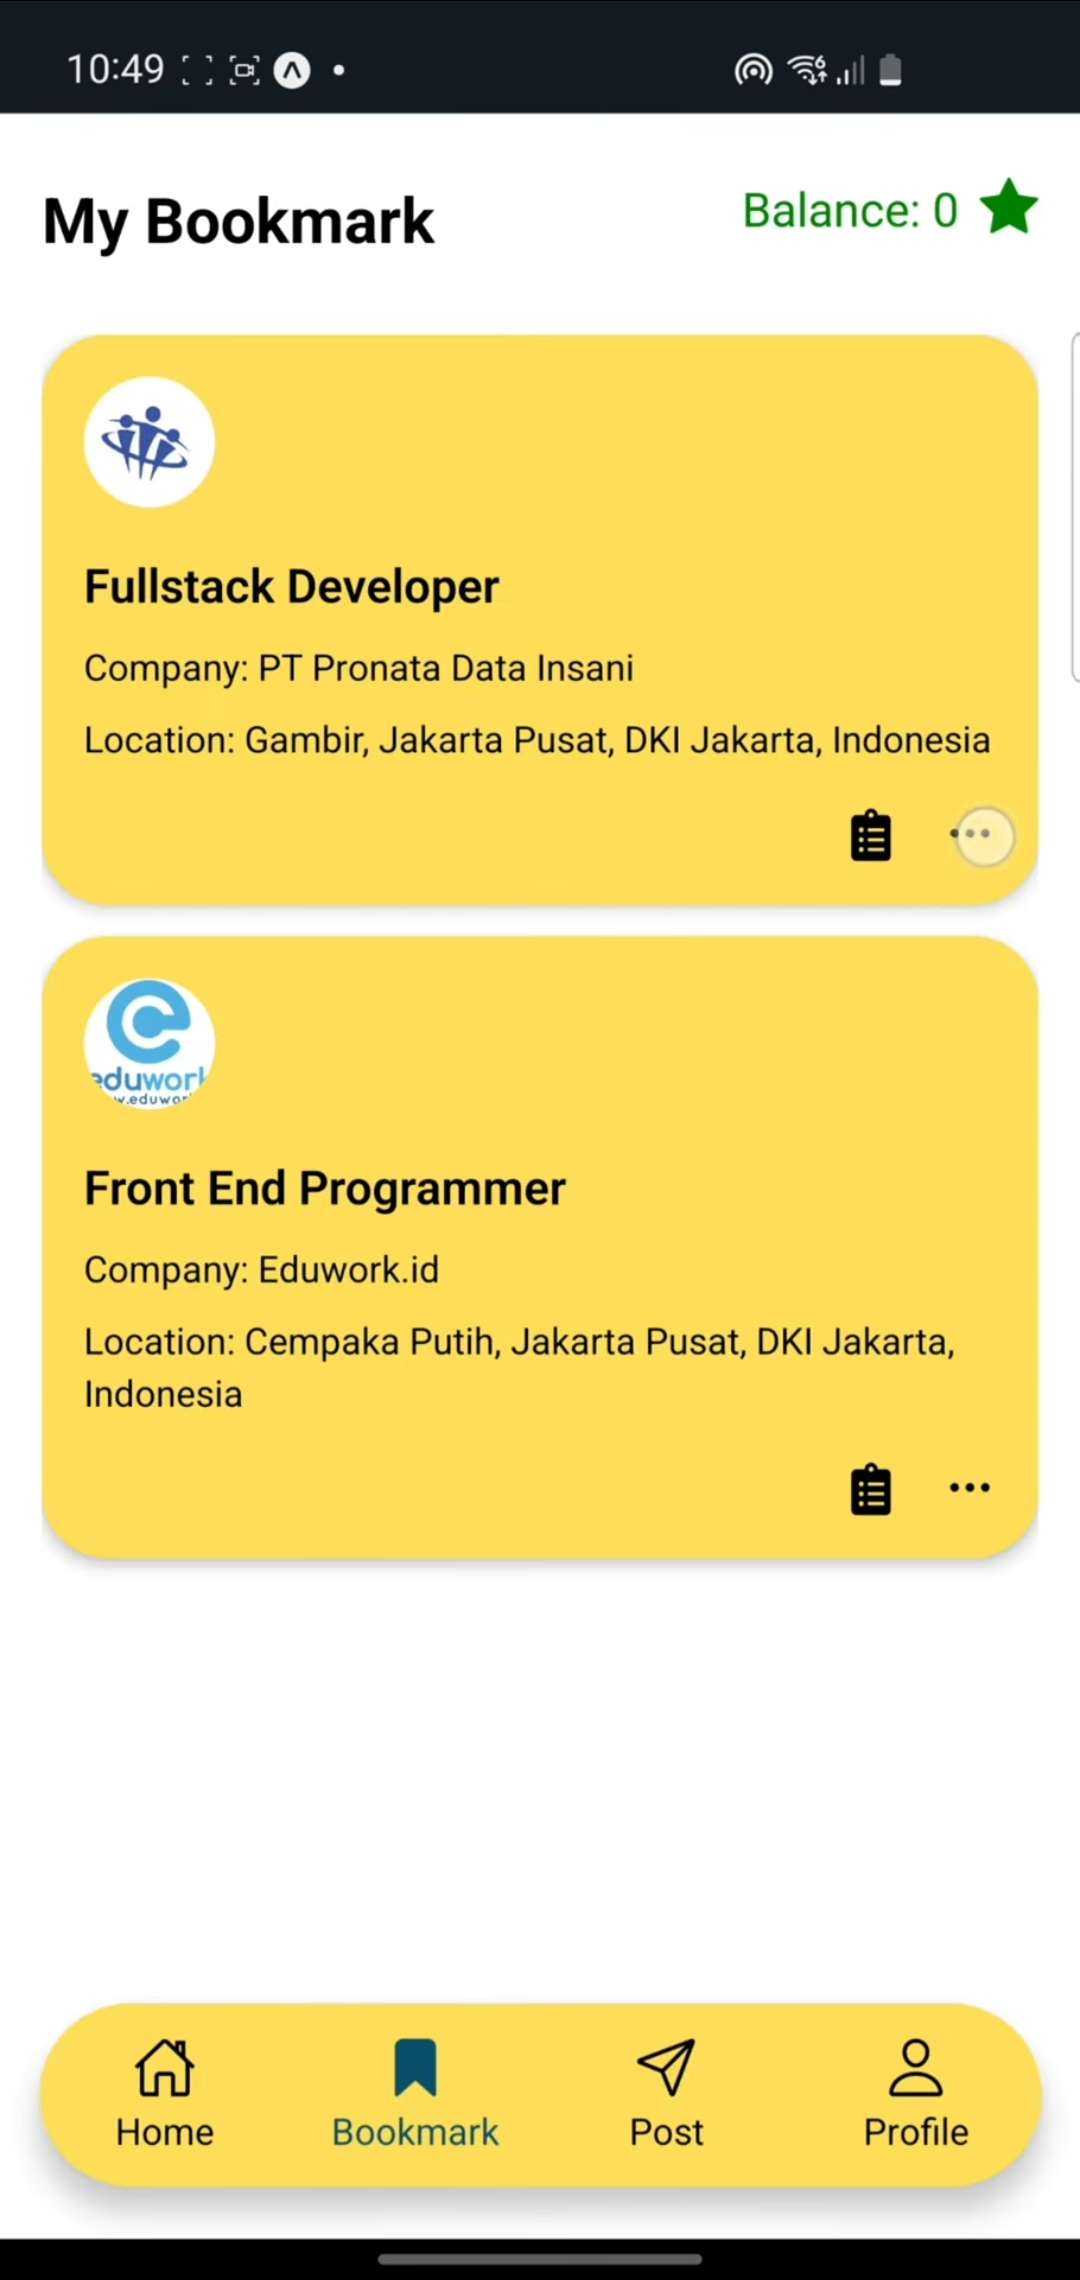 10:49
My Bookmark
Balance: 0
Fullstack Developer
Company: PT Pronata Data Insani
Location: Gambir, Jakarta Pusat, DKI Jakarta, Indonesia
eduwork
Front End Programmer
Company: Eduwork.id
Location: Cempaka Putih, Jakarta Pusat, DKI Jakarta,
Indonesia
Home
Bookmark
Post
Profile